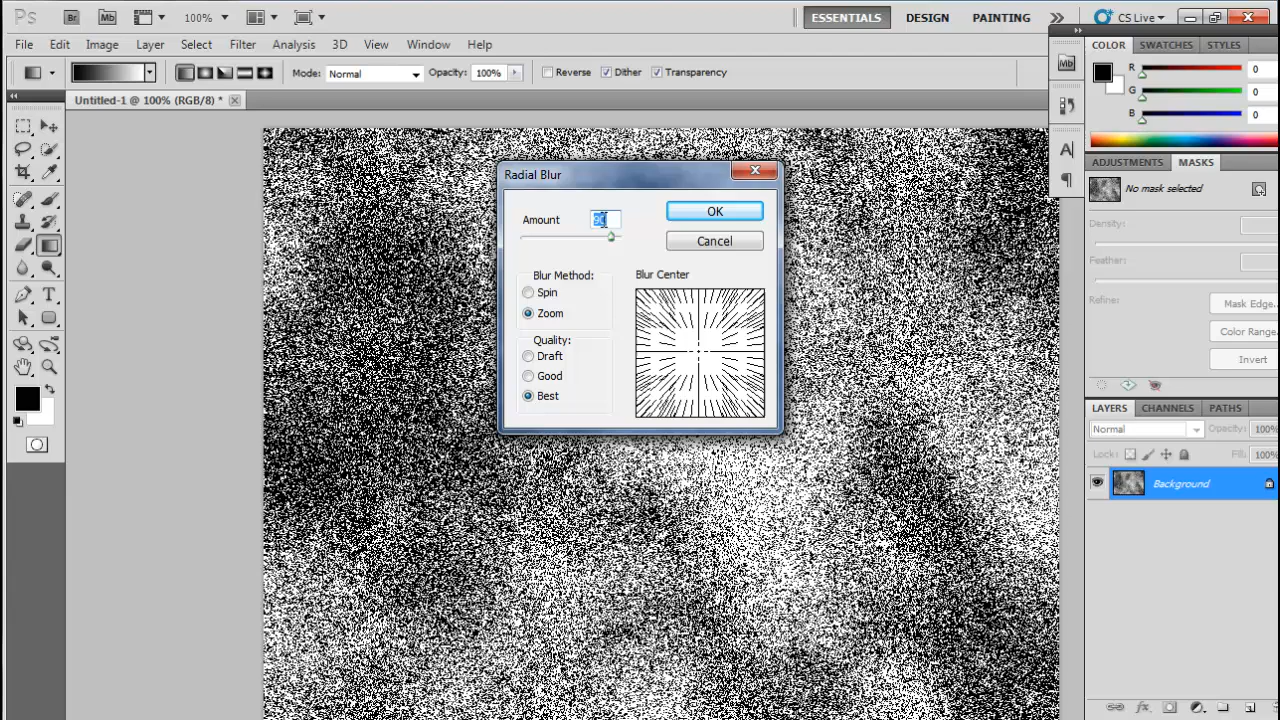 Ps Br Mb 100% ESSENTIALS DESIGN PAINTING CS Live
File Edit Image Layer Select Filter Analysis 3D View Window Help
Mode: Normal Opacity: 100% Reverse Dither Transparency
Untitled-1 @ 100% (RGB/8) *
COLOR SWATCHES STYLES
Mb
R 0
G 0
B 0
ADJUSTMENTS MASKS
No mask selected
Density:
Feather:
Refine:
Mask Edge...
Color Range
Invert
Radial Blur
Amount
OK
Cancel
Blur Method:
Spin
Zoom
Quality:
Draft
Good
Best
Blur Center
LAYERS CHANNELS PATHS
Normal Opacity: 100%
Lock: Fill: 100%
Background